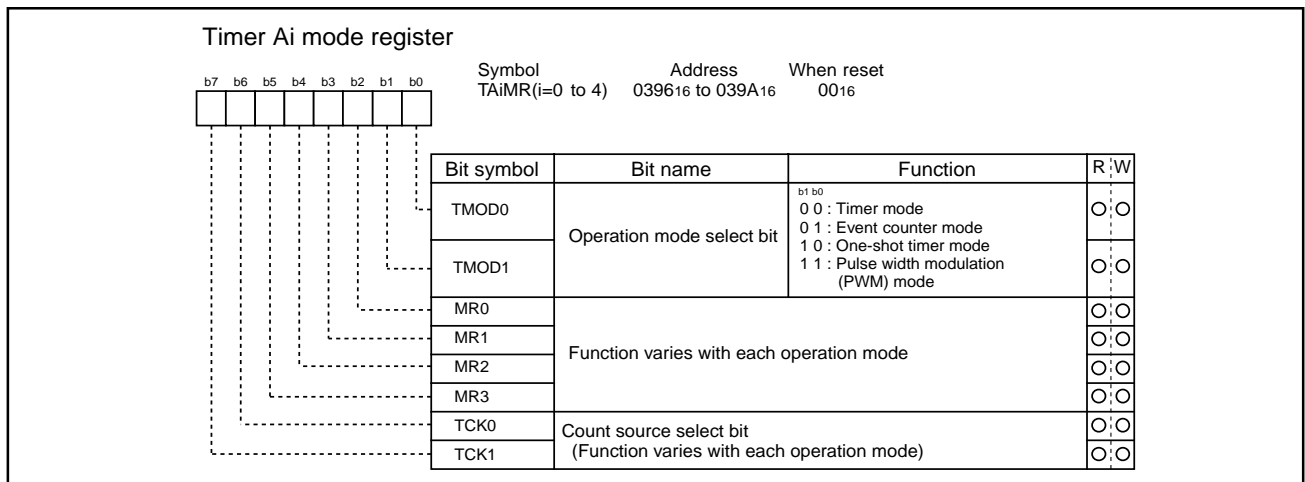 Timer Ai mode register
Symbol Address When reset
TAiMR(i=0 to 4) 039616 to 039A16 0016
b7 b6 b5 b4 b3 b2 b1 b0
Bit symbol Bit name Function R W
TMOD0
TMOD1
Operation mode select bit
b1 b0
0 0 : Timer mode
0 1 : Event counter mode
1 0 : One-shot timer mode
1 1 : Pulse width modulation
(PWM) mode
MR0
MR1
MR2
MR3
Function varies with each operation mode
TCK0
TCK1
Count source select bit
(Function varies with each operation mode)